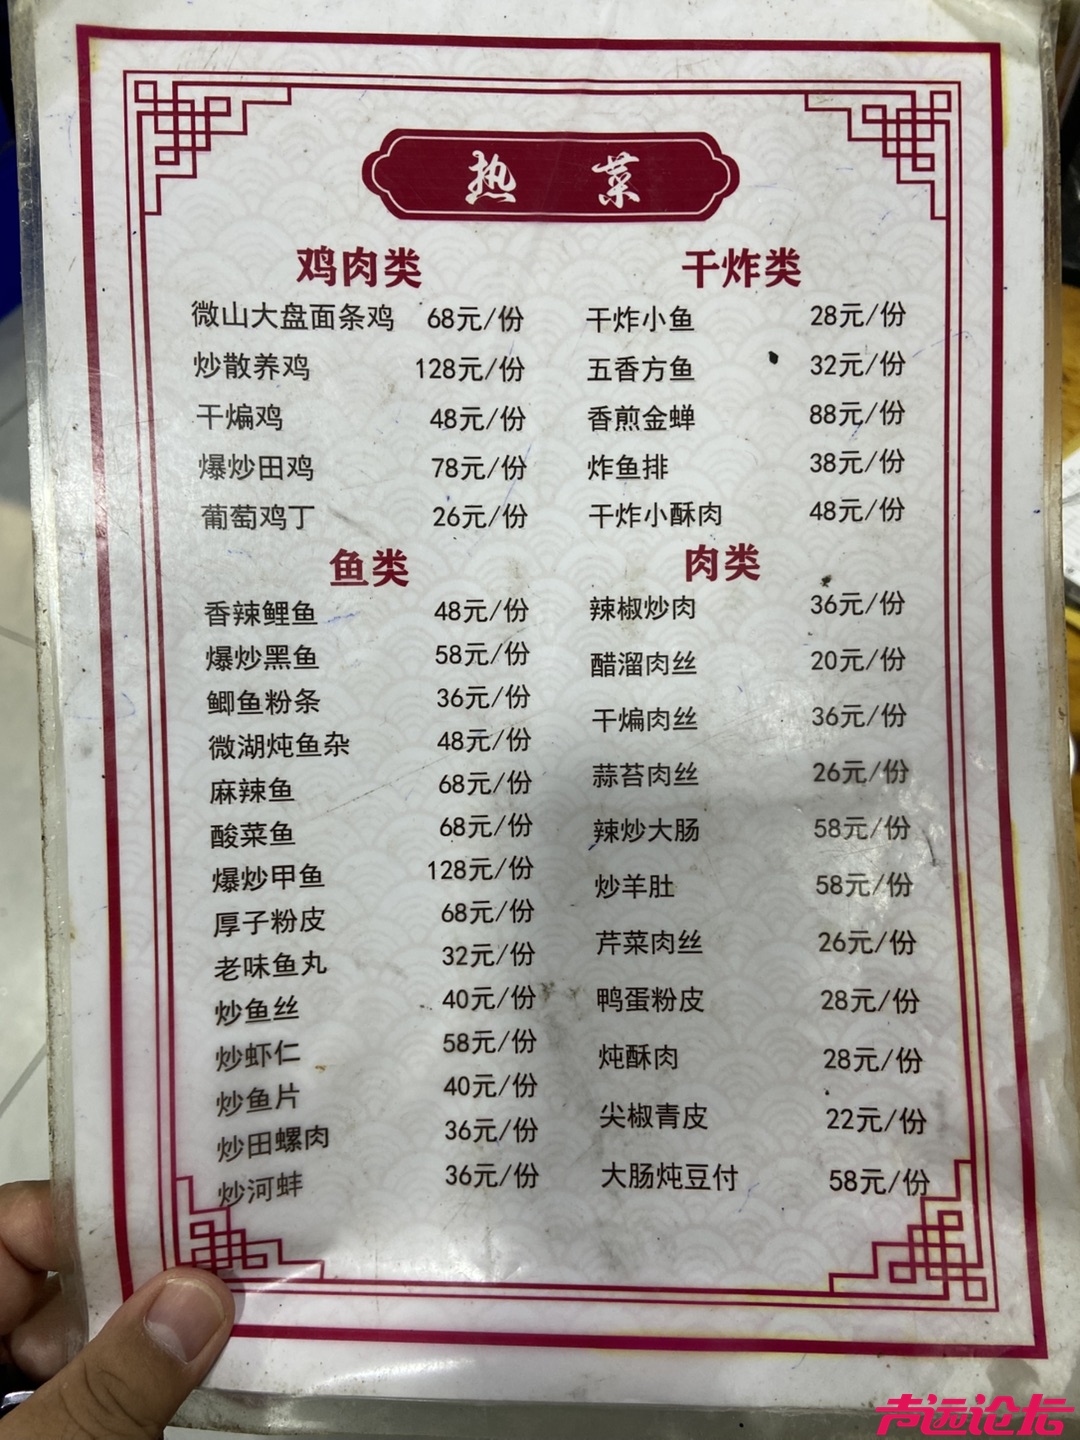 热 菜
鸡肉类
微山大盘面条鸡 68元/份
炒散养鸡 128元/份
干煸鸡 48元/份
爆炒田鸡 78元/份
葡萄鸡丁 26元/份
鱼类
香辣鲤鱼 48元/份
爆炒黑鱼 58元/份
鲫鱼粉条 36元/份
微湖炖鱼杂 48元/份
麻辣鱼 68元/份
酸菜鱼 68元/份
爆炒甲鱼 128元/份
厚子粉皮 68元/份
老味鱼丸 32元/份
炒鱼丝 40元/份
炒虾仁 58元/份
炒鱼片 40元/份
炒田螺肉 36元/份
炒河蚌 36元/份
干炸类
干炸小鱼 28元/份
五香方鱼 32元/份
香煎金蝉 88元/份
炸鱼排 38元/份
干炸小酥肉 48元/份
肉类
辣椒炒肉 36元/份
醋溜肉丝 20元/份
干煸肉丝 36元/份
蒜苔肉丝 26元/份
辣炒大肠 58元/份
炒羊肚 58元/份
芹菜肉丝 26元/份
鸭蛋粉皮 28元/份
炖酥肉 28元/份
尖椒青皮 22元/份
大肠炖豆付 58元/份
声远论坛